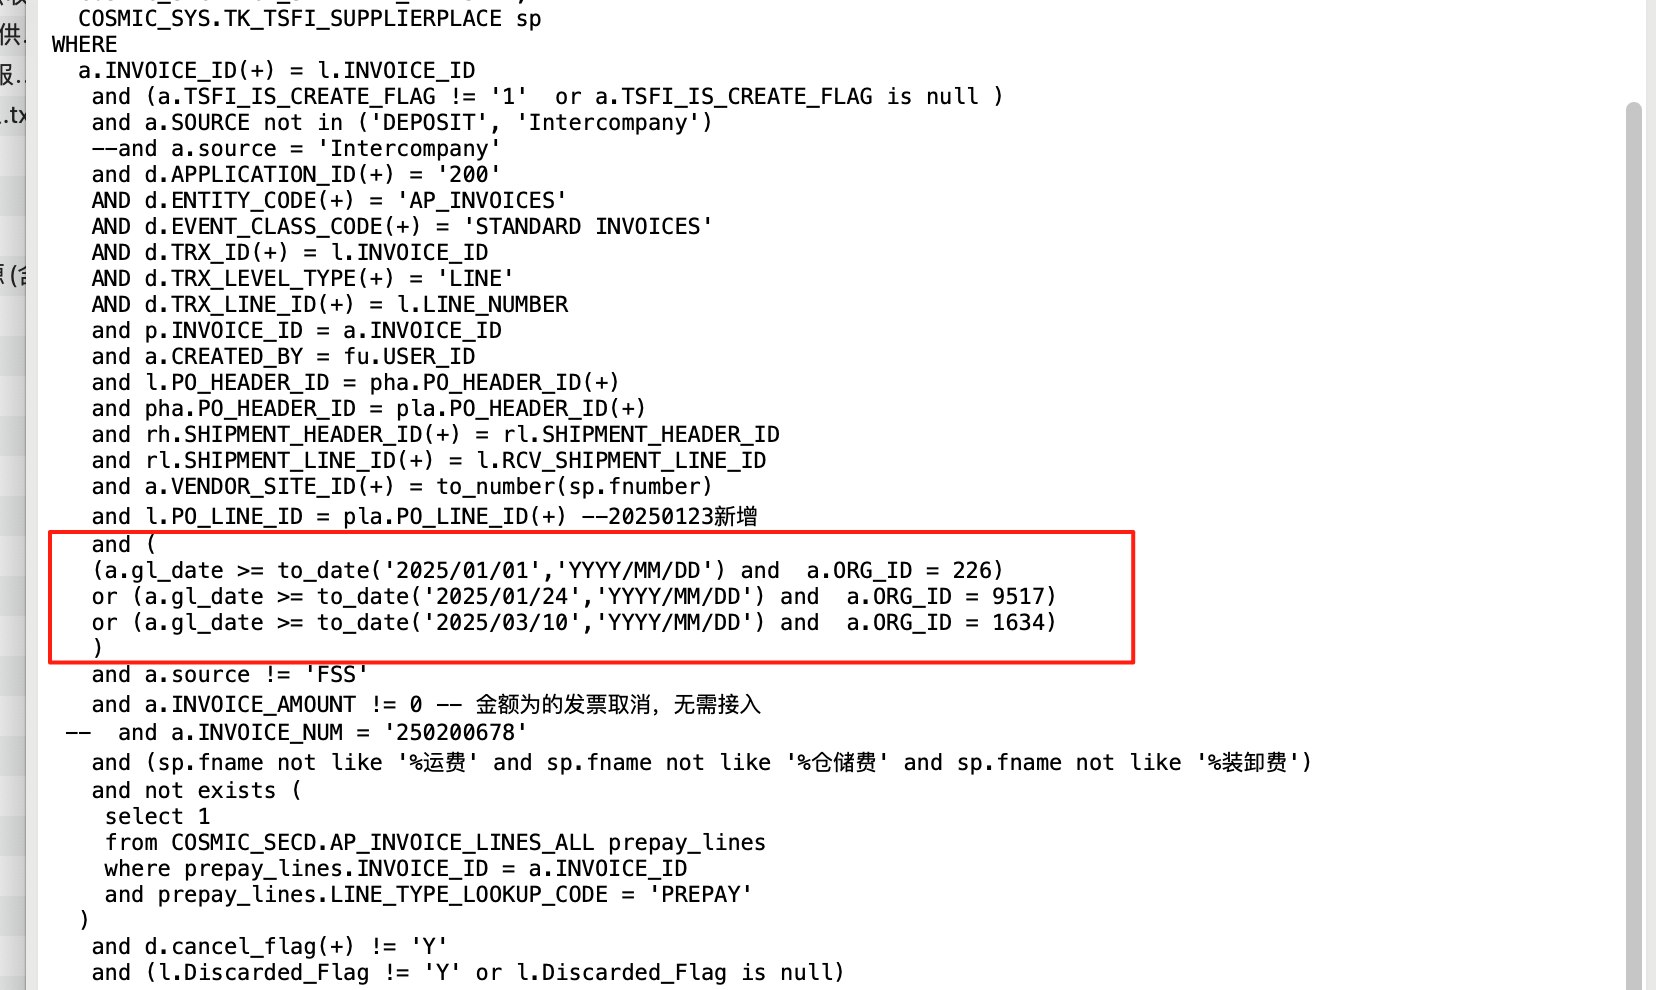 供..
报..
.tx
COSMIC_SYS.TK_TSFI_SUPPLIERPLACE sp
WHERE
a.INVOICE_ID(+) = l.INVOICE_ID
and (a.TSFI_IS_CREATE_FLAG != '1'  or a.TSFI_IS_CREATE_FLAG is null )
and a.SOURCE not in ('DEPOSIT', 'Intercompany')
--and a.source = 'Intercompany'
and d.APPLICATION_ID(+) = '200'
AND d.ENTITY_CODE(+) = 'AP_INVOICES'
AND d.EVENT_CLASS_CODE(+) = 'STANDARD INVOICES'
AND d.TRX_ID(+) = l.INVOICE_ID
AND d.TRX_LEVEL_TYPE(+) = 'LINE'
AND d.TRX_LINE_ID(+) = l.LINE_NUMBER
and p.INVOICE_ID = a.INVOICE_ID
and a.CREATED_BY = fu.USER_ID
and l.PO_HEADER_ID = pha.PO_HEADER_ID(+)
and pha.PO_HEADER_ID = pla.PO_HEADER_ID(+)
and rh.SHIPMENT_HEADER_ID(+) = rl.SHIPMENT_HEADER_ID
and rl.SHIPMENT_LINE_ID(+) = l.RCV_SHIPMENT_LINE_ID
and a.VENDOR_SITE_ID(+) = to_number(sp.fnumber)
and l.PO_LINE_ID = pla.PO_LINE_ID(+) --20250123新增
and (
(a.gl_date >= to_date('2025/01/01','YYYY/MM/DD') and  a.ORG_ID = 226)
or (a.gl_date >= to_date('2025/01/24','YYYY/MM/DD') and  a.ORG_ID = 9517)
or (a.gl_date >= to_date('2025/03/10','YYYY/MM/DD') and  a.ORG_ID = 1634)
)
and a.source != 'FSS'
and a.INVOICE_AMOUNT != 0 -- 金额为的发票取消，无需接入
--  and a.INVOICE_NUM = '250200678'
and (sp.fname not like '%运费' and sp.fname not like '%仓储费' and sp.fname not like '%装卸费')
and not exists (
select 1
from COSMIC_SECD.AP_INVOICE_LINES_ALL prepay_lines
where prepay_lines.INVOICE_ID = a.INVOICE_ID
and prepay_lines.LINE_TYPE_LOOKUP_CODE = 'PREPAY'
)
and d.cancel_flag(+) != 'Y'
and (l.Discarded_Flag != 'Y' or l.Discarded_Flag is null)